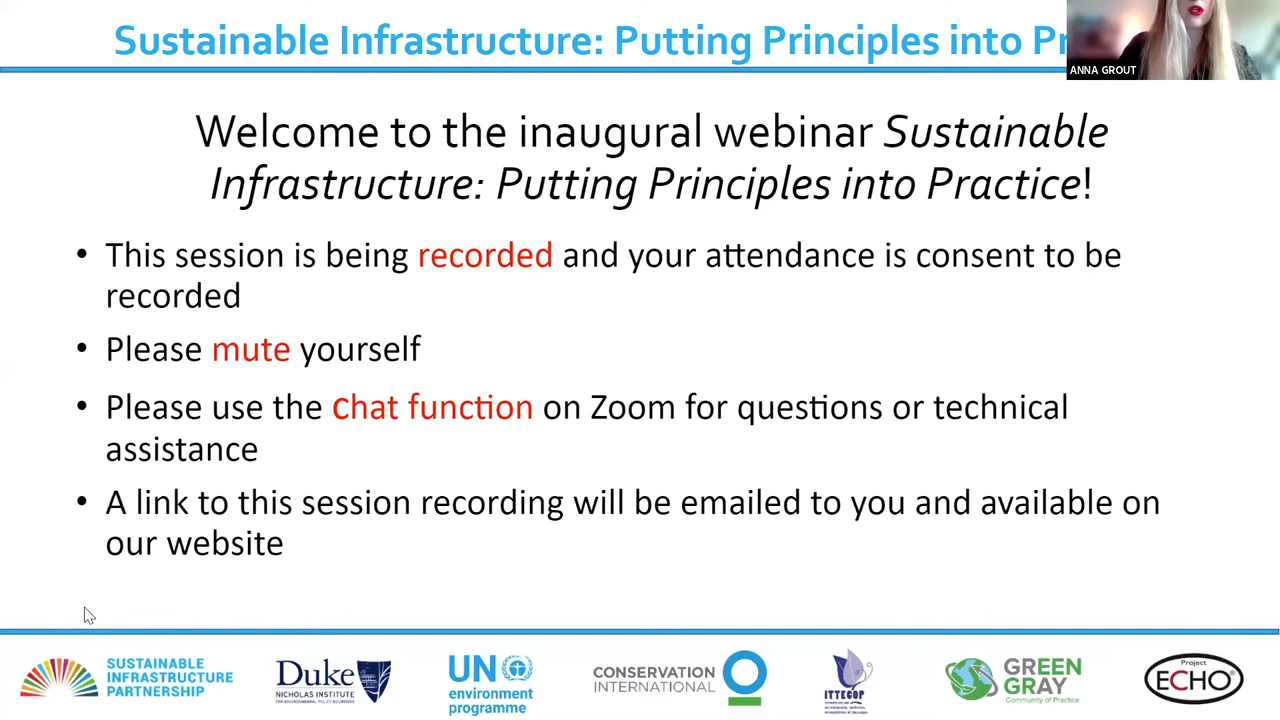 Sustainable Infrastructure: Putting Principles into Pr
ANNA GROUT
Welcome to the inaugural webinar Sustainable
Infrastructure: Putting Principles into Practice!
• This session is being recorded and your attendance is consent to be
recorded
• Please mute yourself
• Please use the chat function on Zoom for questions or technical
assistance
• A link to this session recording will be emailed to you and available on
our website
SUSTAINABLE
INFRASTRUCTURE
PARTNERSHIP
Duke
NICHOLAS INSTITUTE
FOR ENVIRONMENTAL POLICY SOLUTIONS
UN
environment
programme
CONSERVATION
INTERNATIONAL
ITTECOP
GREEN
GRAY
Community of Practice
Project
ECHO